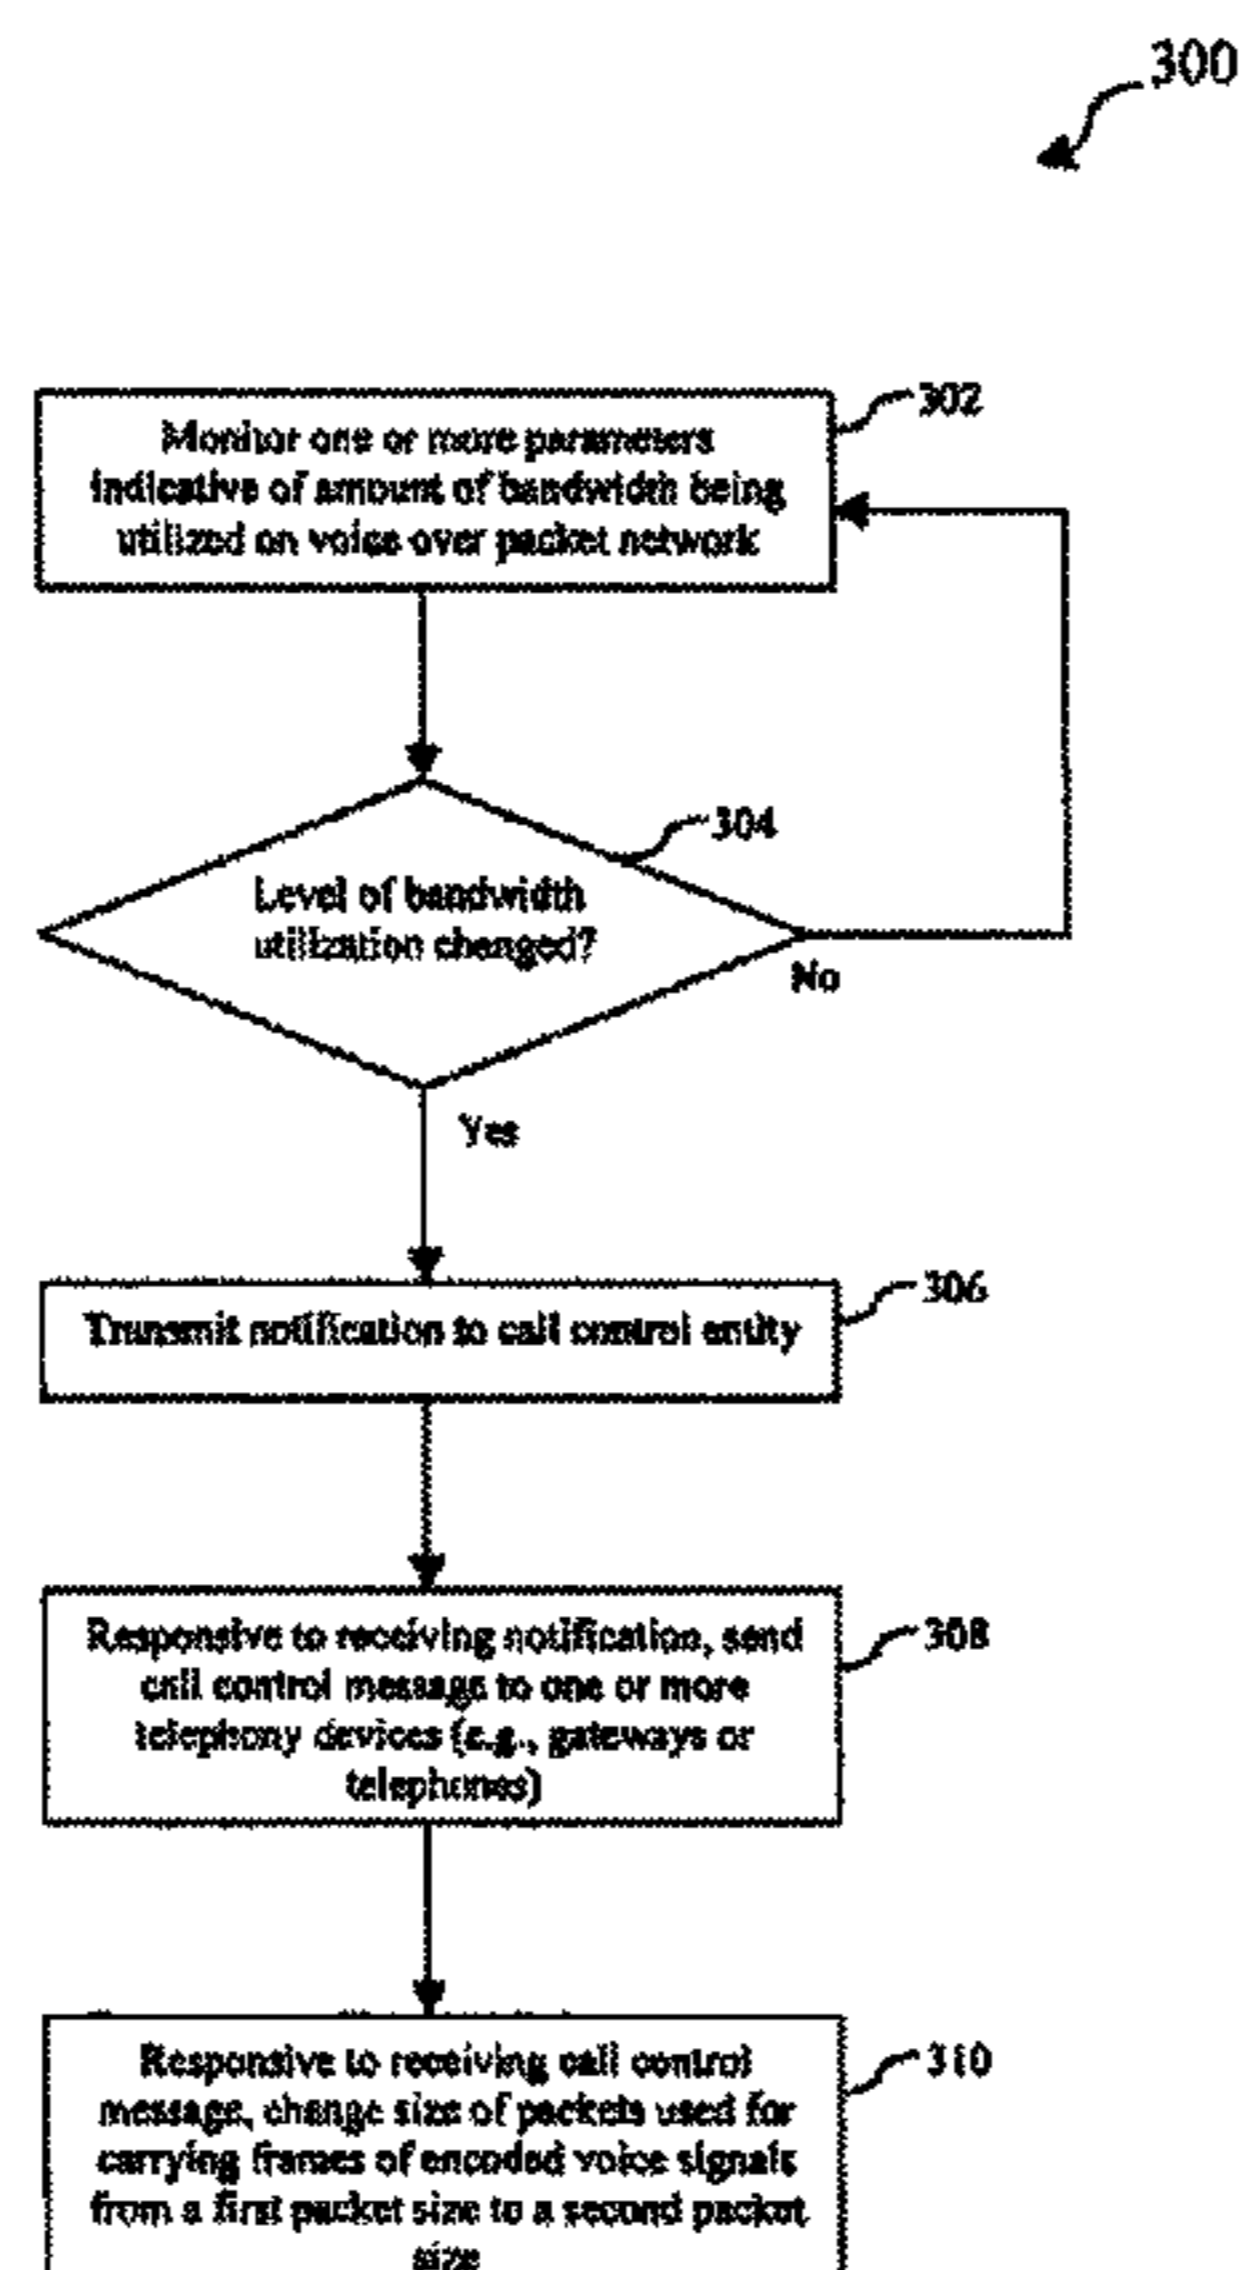 300
302
Monitor one or more parameters
indicative of amount of bandwidth being
utilized on voice over packet network
304
Level of bandwidth
utilization changed?
No
Yes
306
Transmit notification to call control entity
308
Responsive to receiving notification, send
call control message to one or more
telephony devices (e.g., gateways or
telephones)
310
Responsive to receiving call control
message, change size of packets used for
carrying frames of encoded voice signals
from a first packet size to a second packet
size